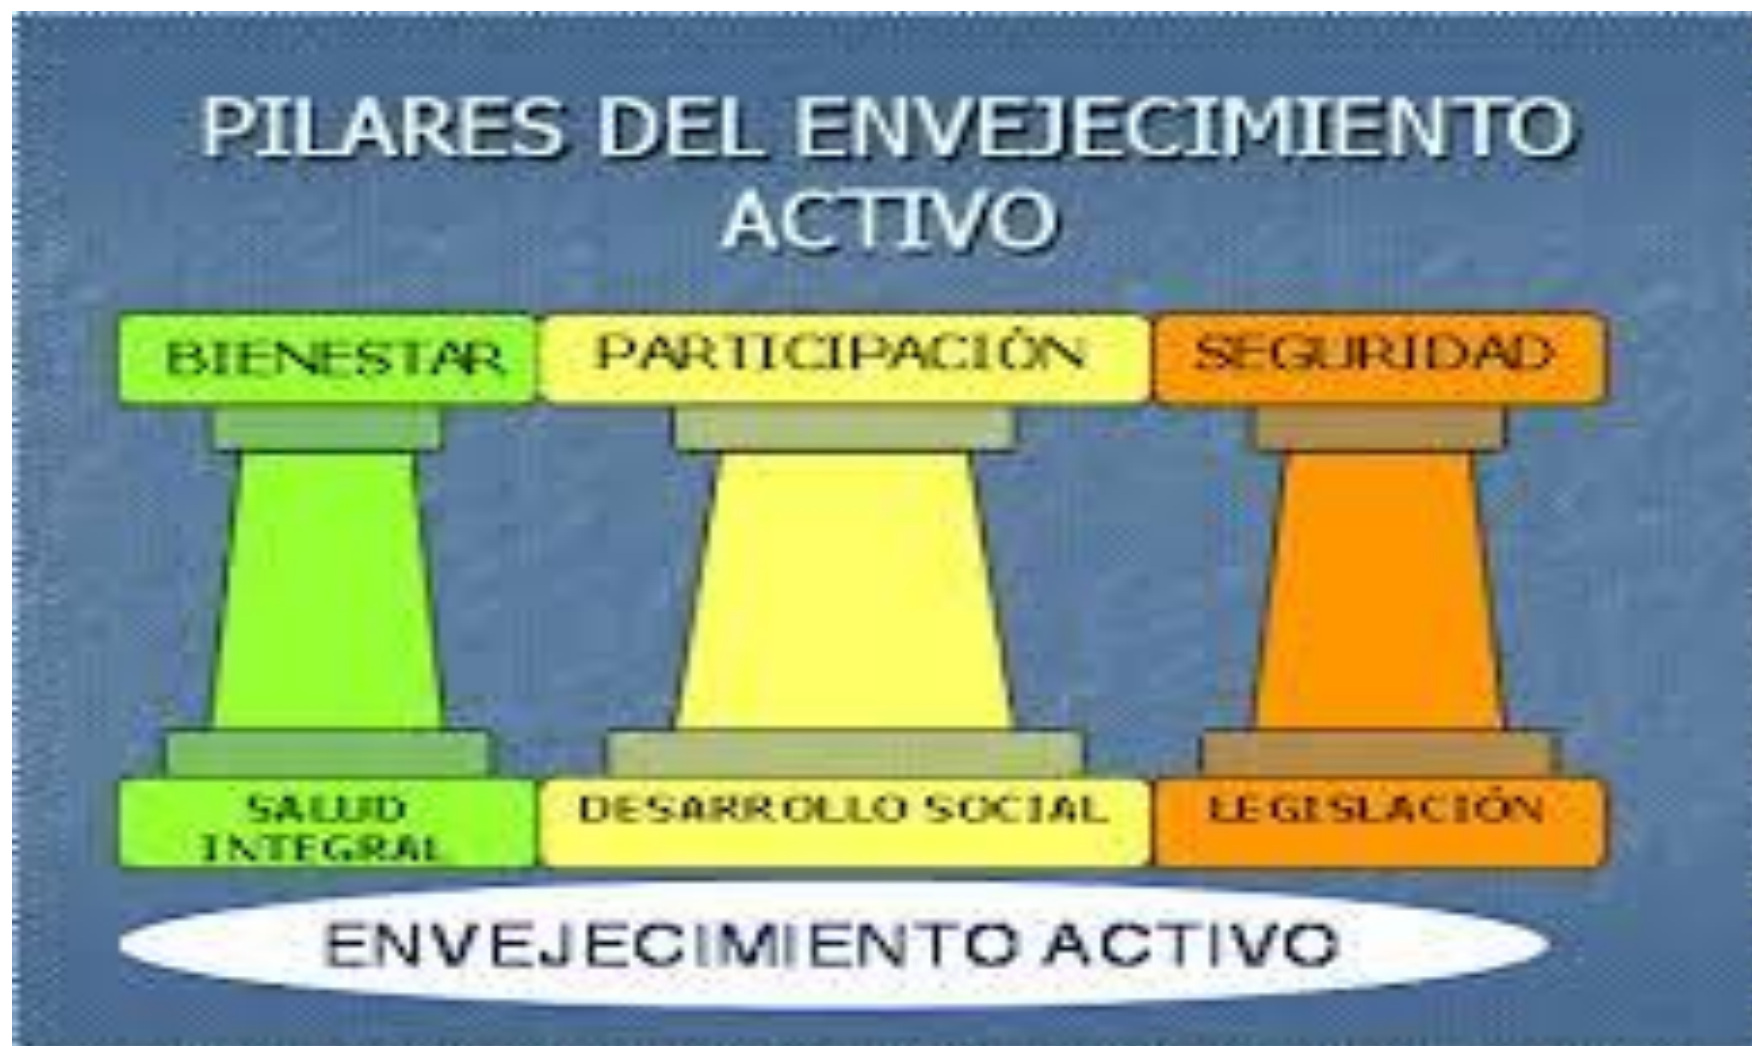 PILARES DEL ENVEJECIMIENTO
ACTIVO
BIENESTAR
PARTICIPACIÓN
SEGURIDAD
SALUD
INTEGRAL
DESARROLLO SOCIAL
LEGISLACIÓN
ENVEJECIMIENTO ACTIVO